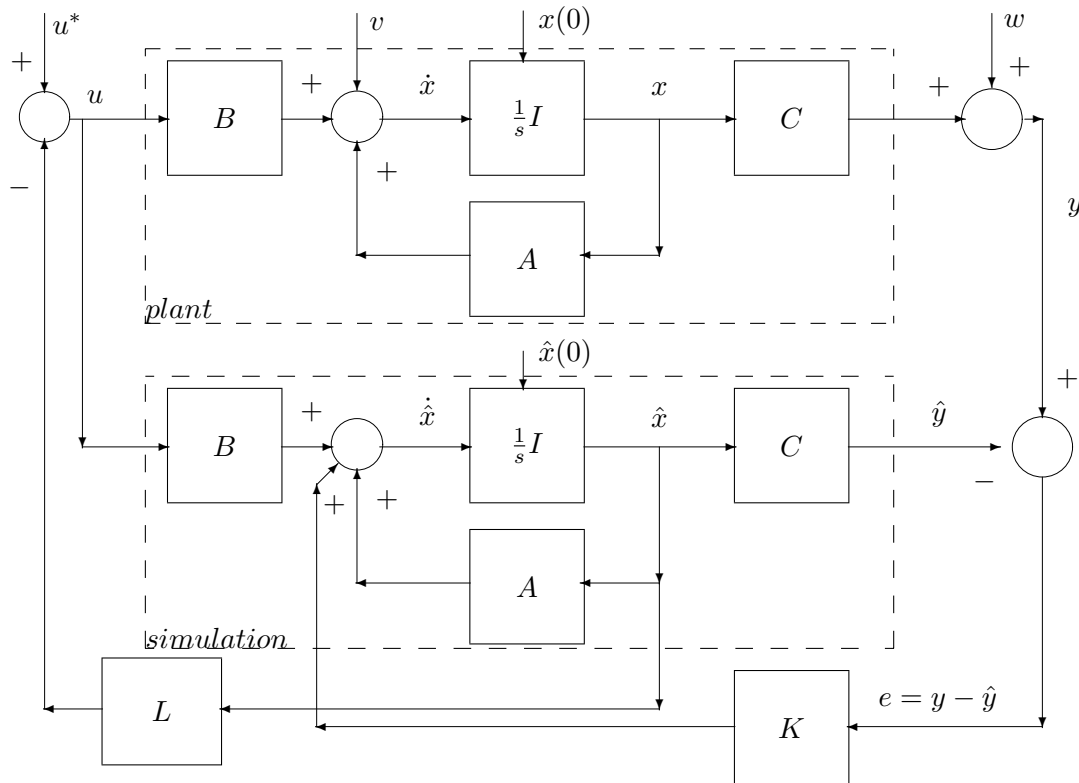 u* v x(0)
+ + +
u + ẋ x +
B 1/s I C
− +
A y
plant
x̂(0)
+
+ x̂̇ x̂ ŷ
B 1/s I C
+ + −
A
simulation
L e = y − ŷ
K
w